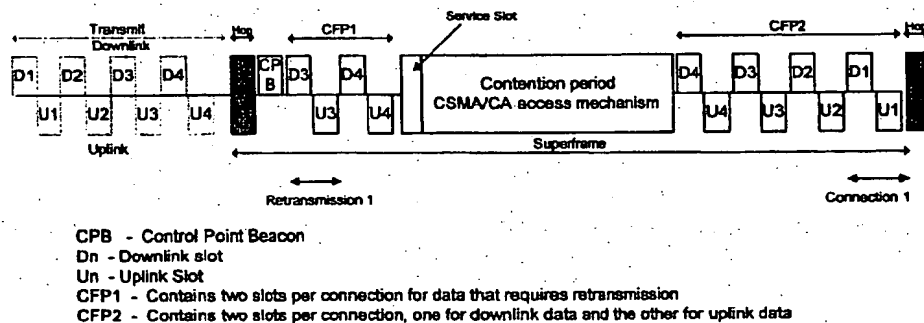 Transmit Hop CFP1 Service Slot CFP2 Hop
Downlink
D1 D2 D3 D4 CP B D3 D4 Contention period CSMA/CA access mechanism D4 D3 D2 D1
U1 U2 U3 U4 U3 U4 U4 U3 U2 U1
Uplink Superframe
Retransmission 1 Connection 1
CPB - Control Point Beacon
Dn - Downlink slot
Un - Uplink Slot
CFP1 - Contains two slots per connection for data that requires retransmission
CFP2 - Contains two slots per connection, one for downlink data and the other for uplink data